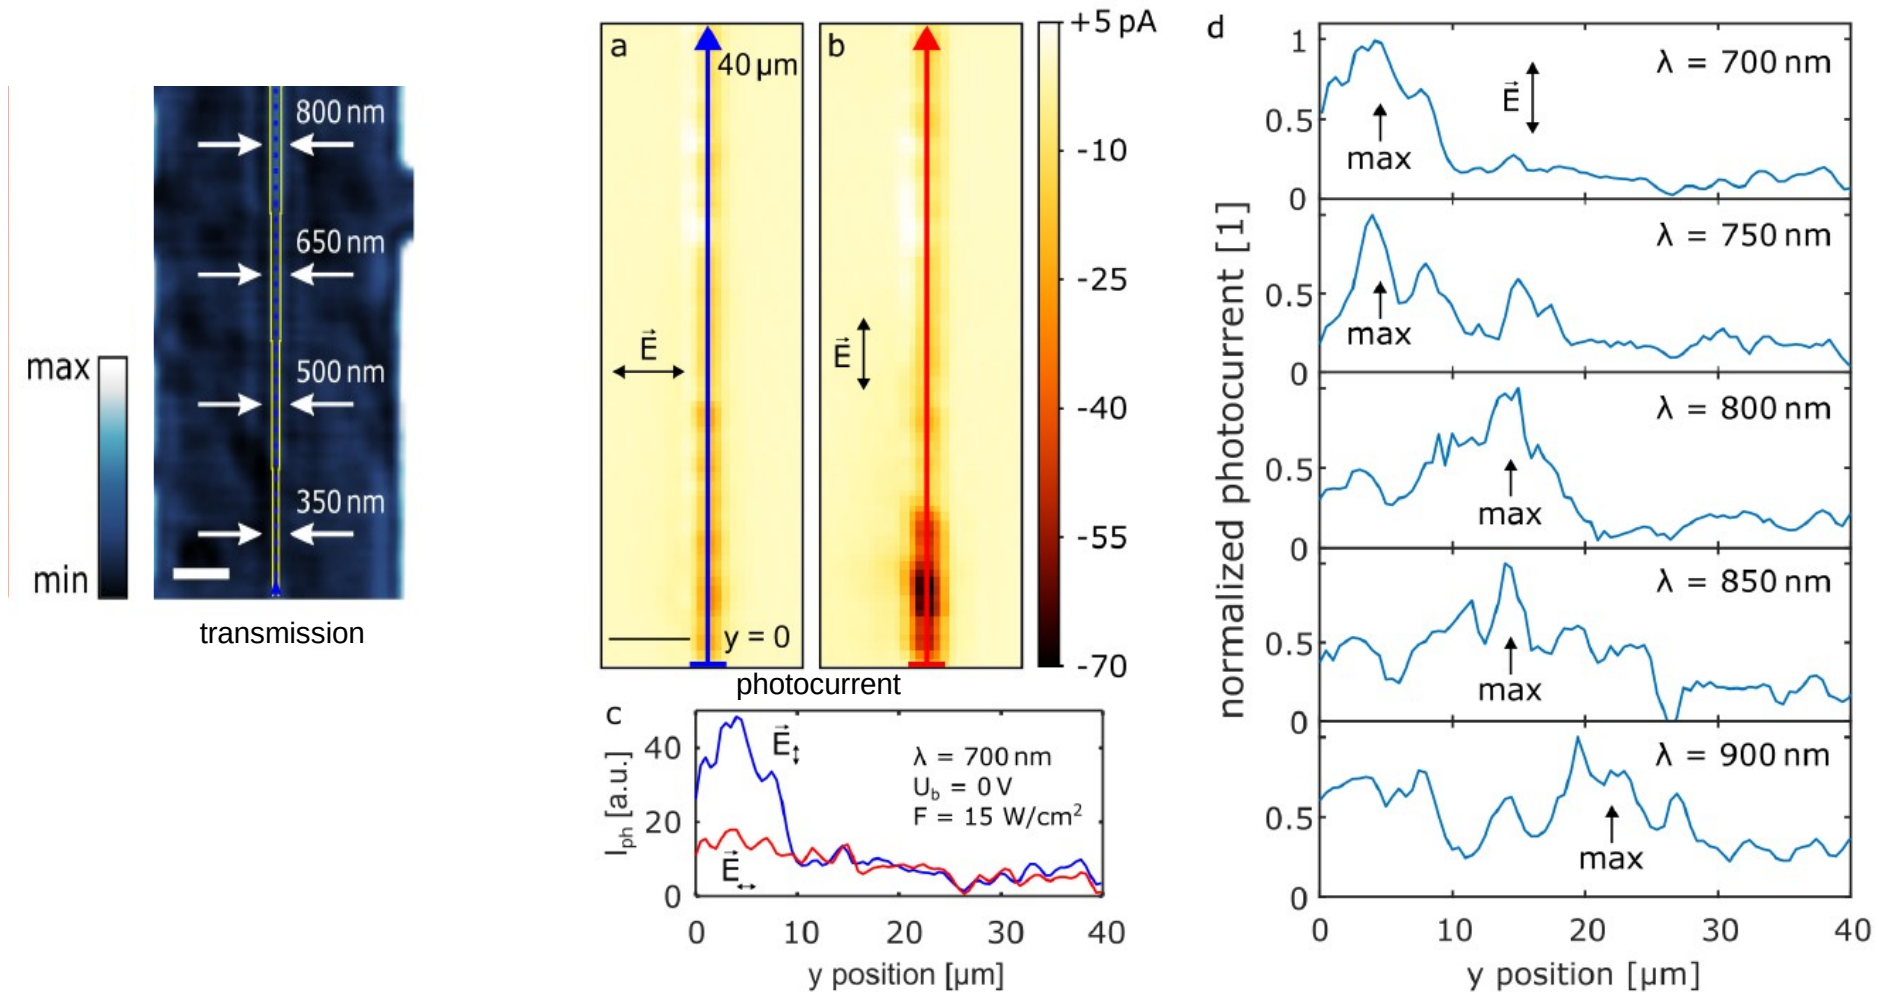 800 nm
650 nm
500 nm
350 nm
max
min
transmission
a
40 µm
E
y = 0
b
E
+5 pA
-10
-25
-40
-55
-70
photocurrent
c
E
E
λ = 700 nm
U_b = 0 V
F = 15 W/cm²
I_ph [a.u.]
40
20
0
0 10 20 30 40
y position [µm]
d
normalized photocurrent [1]
1
0.5
0
λ = 700 nm
E
max
0.5
0
λ = 750 nm
max
0.5
0
λ = 800 nm
max
0.5
0
λ = 850 nm
max
0.5
0
λ = 900 nm
max
0 10 20 30 40
y position [µm]